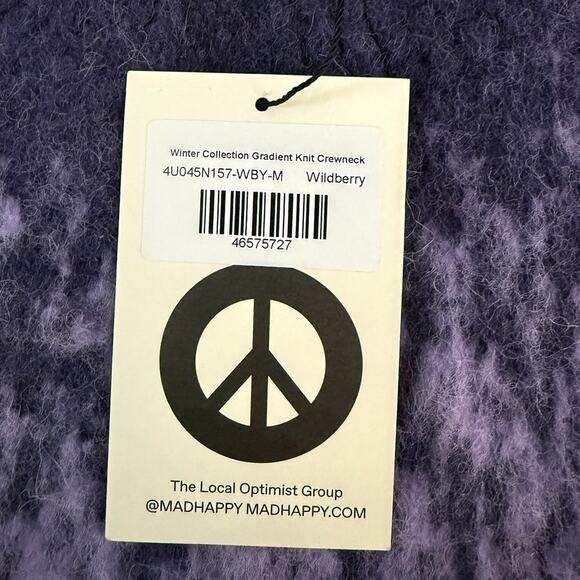 Winter Collection Gradient Knit Crewneck
4U045N157-WBY-M Wildberry
46575727
The Local Optimist Group
@MADHAPPY MADHAPPY.COM